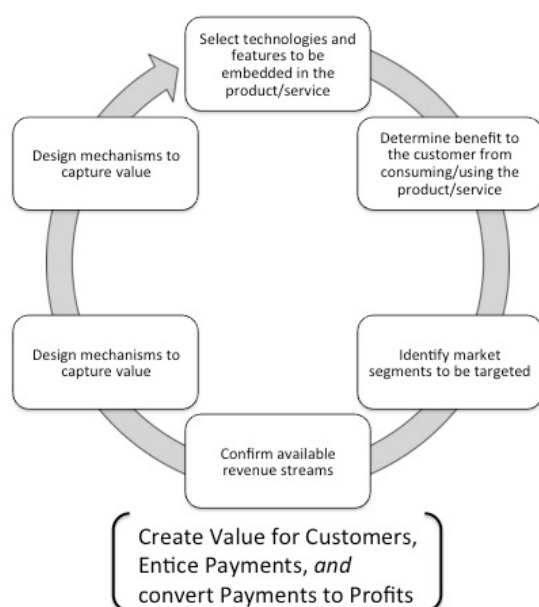 Select technologies and
features to be
embedded in the
product/service
Determine benefit to
the customer from
consuming/using the
product/service
Identify market
segments to be targeted
Confirm available
revenue streams
Design mechanisms to
capture value
Design mechanisms to
capture value
Create Value for Customers,
Entice Payments, and
convert Payments to Profits